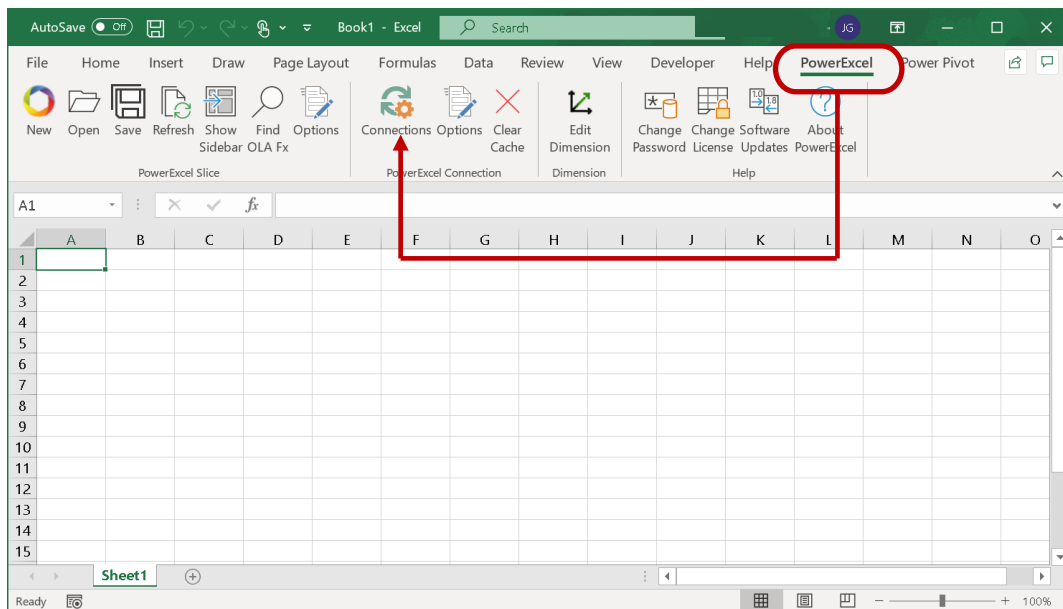 AutoSave Off Book1 - Excel Search JG
File Home Insert Draw Page Layout Formulas Data Review View Developer Help PowerExcel Power Pivot
New Open Save Refresh Show Find Options Connections Options Clear Edit Change Change Software About
Sidebar OLA Fx Cache Dimension Password License Updates PowerExcel
PowerExcel Slice PowerExcel Connection Dimension Help
A1 fx
A B C D E F G H I J K L M N O
1
2
3
4
5
6
7
8
9
10
11
12
13
14
15
Sheet1
Ready 100%